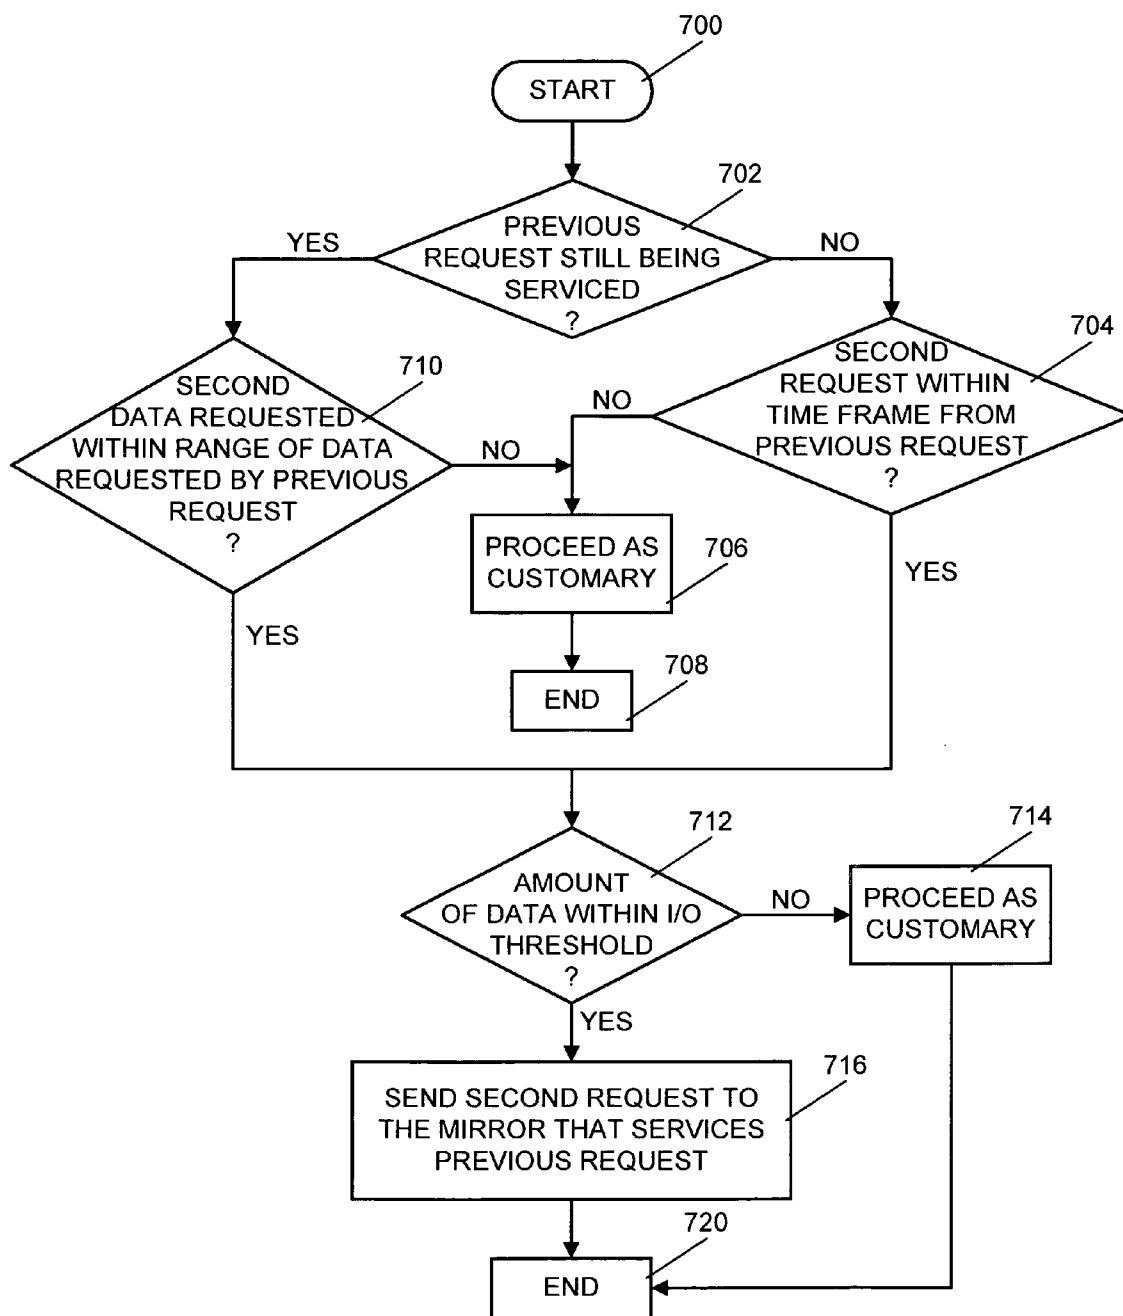 700
START
702
PREVIOUS
REQUEST STILL BEING
SERVICED
?
YES
NO
704
SECOND
REQUEST WITHIN
TIME FRAME FROM
PREVIOUS REQUEST
?
NO
YES
710
SECOND
DATA REQUESTED
WITHIN RANGE OF DATA
REQUESTED BY PREVIOUS
REQUEST
?
NO
YES
PROCEED AS
CUSTOMARY
706
END
708
712
AMOUNT
OF DATA WITHIN I/O
THRESHOLD
?
NO
714
PROCEED AS
CUSTOMARY
YES
716
SEND SECOND REQUEST TO
THE MIRROR THAT SERVICES
PREVIOUS REQUEST
720
END